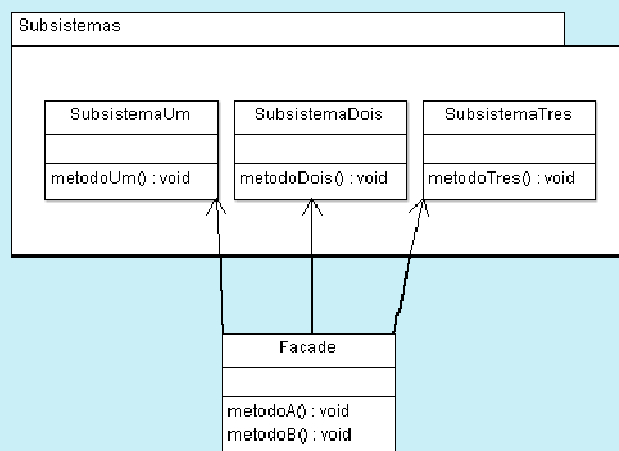 Subsistemas
SubsistemaUm
SubsistemaDois
SubsistemaTres
metodoUm() : void
metodoDois() : void
metodoTres() : void
Facade
metodoA() : void
metodoB() : void